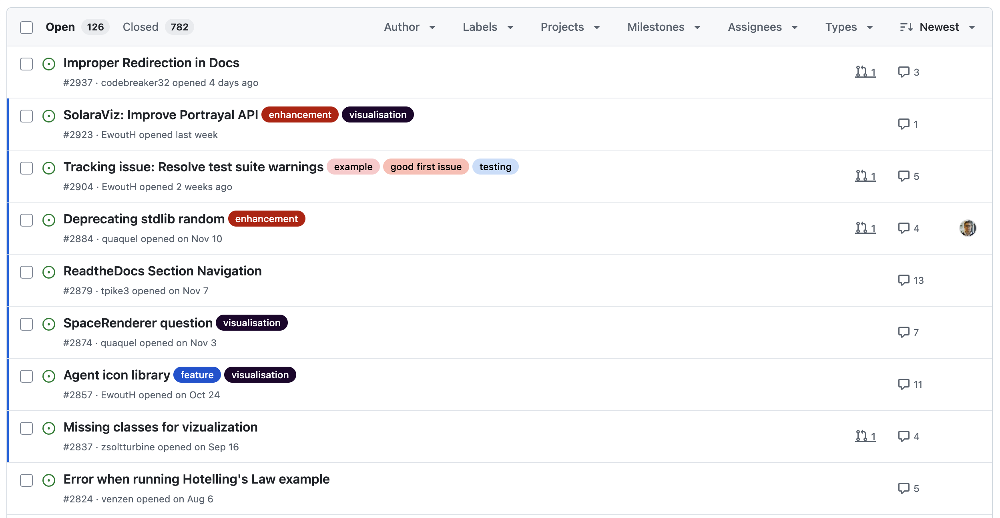 Open 126 Closed 782 Author Labels Projects Milestones Assignees Types Newest
Improper Redirection in Docs
#2937 · codebreaker32 opened 4 days ago
1 3
SolaraViz: Improve Portrayal API enhancement visualisation
#2923 · EwoutH opened last week
1
Tracking issue: Resolve test suite warnings example good first issue testing
#2904 · EwoutH opened 2 weeks ago
1 5
Deprecating stdlib random enhancement
#2884 · quaquel opened on Nov 10
1 4
ReadtheDocs Section Navigation
#2879 · tpike3 opened on Nov 7
13
SpaceRenderer question visualisation
#2874 · quaquel opened on Nov 3
7
Agent icon library feature visualisation
#2857 · EwoutH opened on Oct 24
11
Missing classes for vizualization
#2837 · zsoltturbine opened on Sep 16
1 4
Error when running Hotelling's Law example
#2824 · venzen opened on Aug 6
5